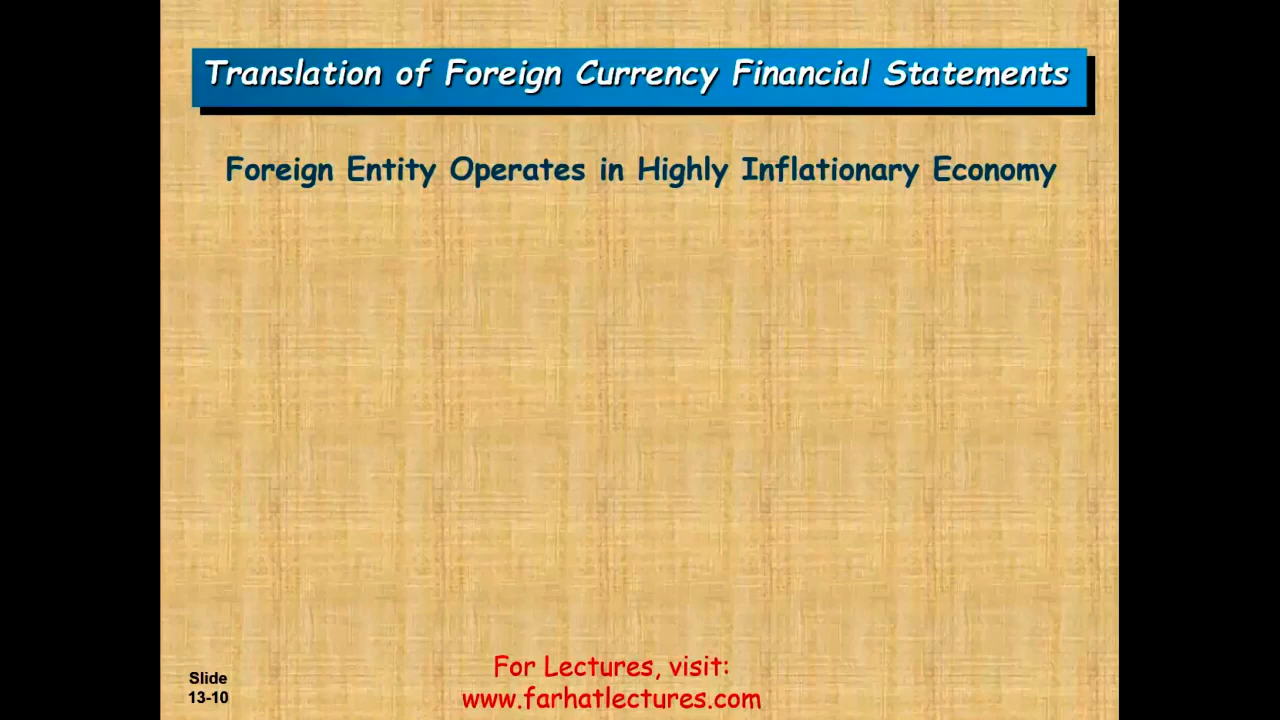 Translation of Foreign Currency Financial Statements
Foreign Entity Operates in Highly Inflationary Economy
For Lectures, visit:
www.farhatlectures.com
Slide
13-10